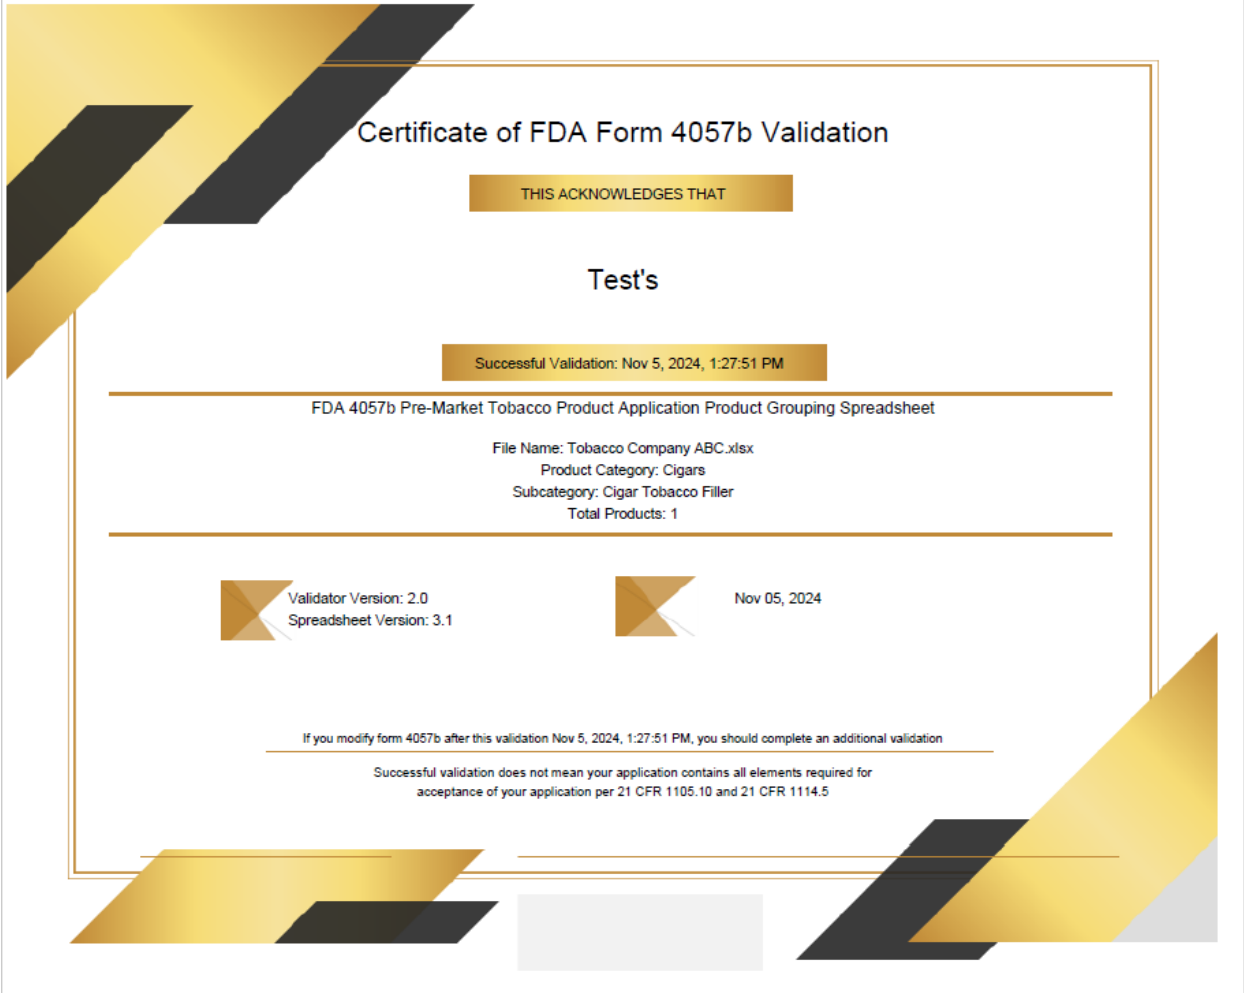 Certificate of FDA Form 4057b Validation
THIS ACKNOWLEDGES THAT
Test's
Successful Validation: Nov 5, 2024, 1:27:51 PM
FDA 4057b Pre-Market Tobacco Product Application Product Grouping Spreadsheet
File Name: Tobacco Company ABC.xlsx
Product Category: Cigars
Subcategory: Cigar Tobacco Filler
Total Products: 1
Validator Version: 2.0
Spreadsheet Version: 3.1
Nov 05, 2024
If you modify form 4057b after this validation Nov 5, 2024, 1:27:51 PM, you should complete an additional validation
Successful validation does not mean your application contains all elements required for
acceptance of your application per 21 CFR 1105.10 and 21 CFR 1114.5